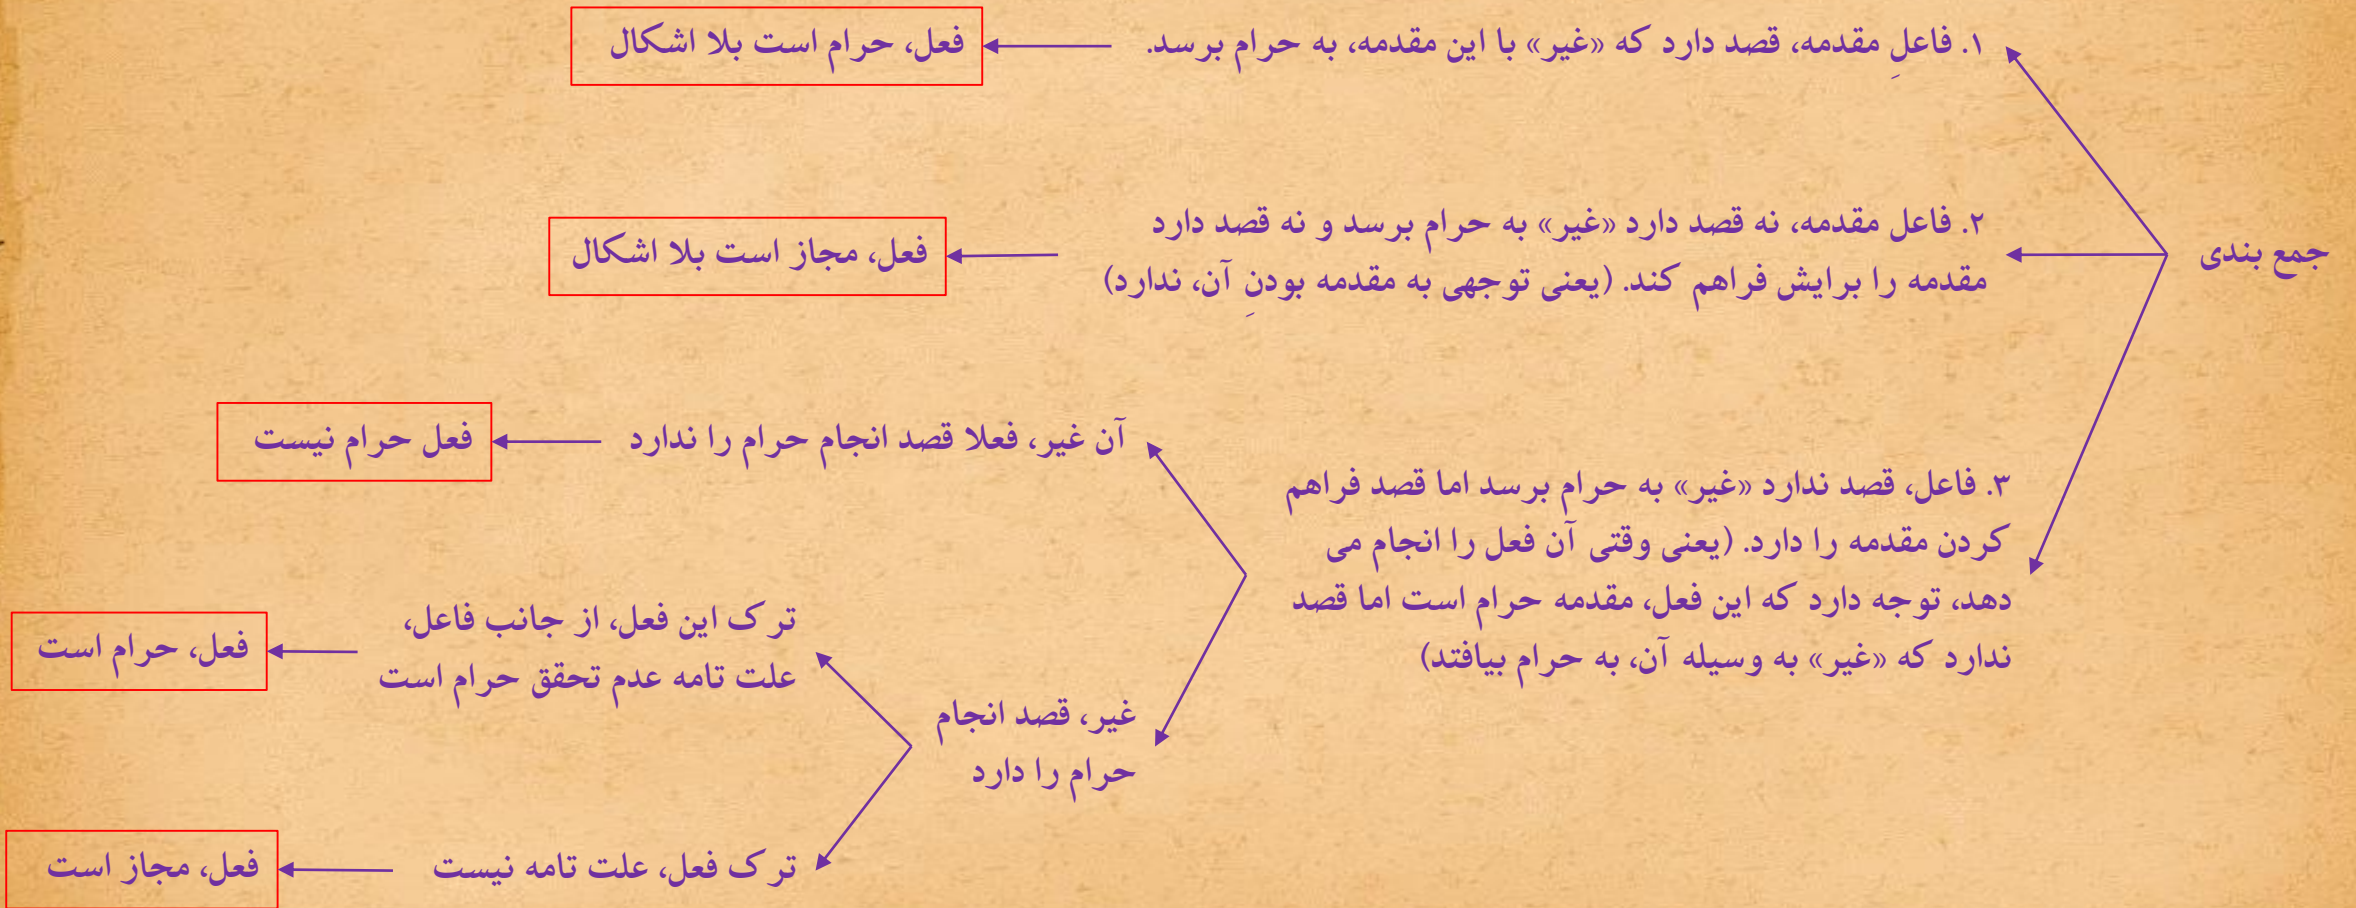 جمع بندی
۱. فاعلِ مقدمه، قصد دارد که «غیر» با این مقدمه، به حرام برسد.
فعل، حرام است بلا اشکال
۲. فاعل مقدمه، نه قصد دارد «غیر» به حرام برسد و نه قصد دارد
مقدمه را برایش فراهم کند. (یعنی توجهی به مقدمه بودنِ آن، ندارد)
فعل، مجاز است بلا اشکال
۳. فاعل، قصد ندارد «غیر» به حرام برسد اما قصد فراهم
کردن مقدمه را دارد. (یعنی وقتی آن فعل را انجام می
دهد، توجه دارد که این فعل، مقدمه حرام است اما قصد
ندارد که «غیر» به وسیله آن، به حرام بیافتد)
آن غیر، فعلا قصد انجام حرام را ندارد
فعل حرام نیست
غیر، قصد انجام
حرام را دارد
ترک این فعل، از جانب فاعل،
علت تامه عدم تحقق حرام است
فعل، حرام است
ترک فعل، علت تامه نیست
فعل، مجاز است